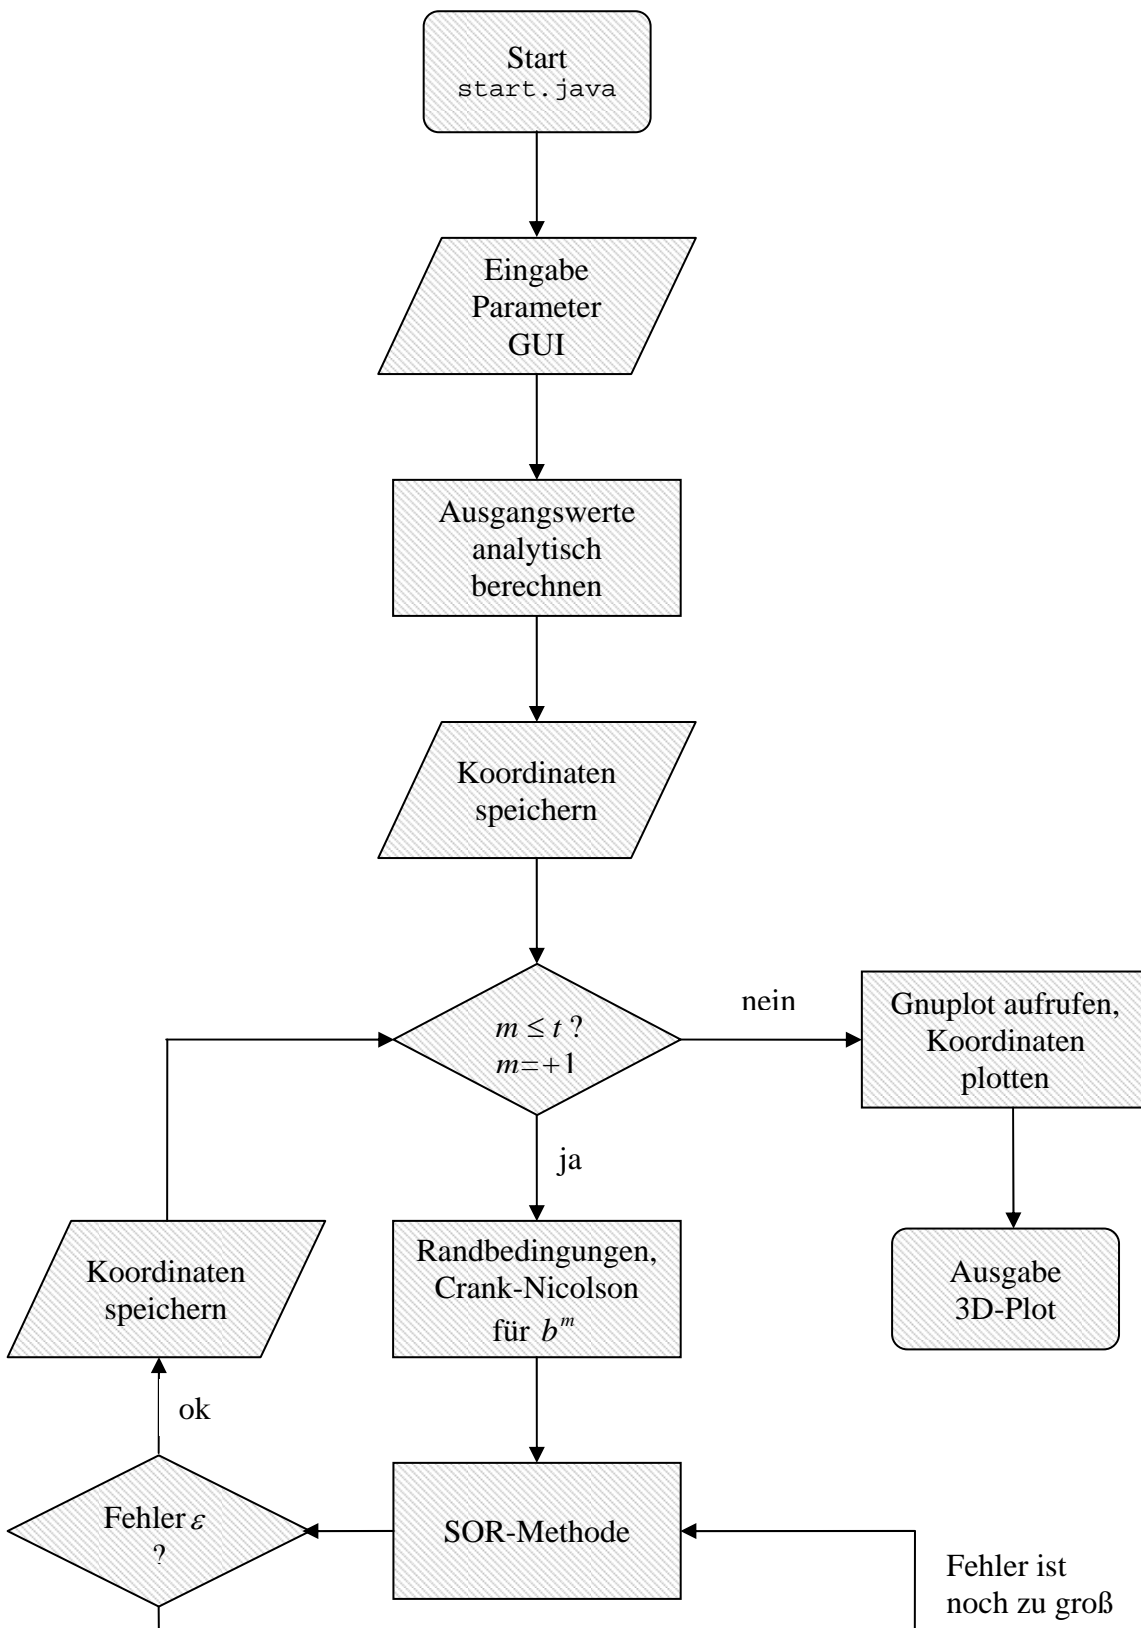 Start
start.java
Eingabe
Parameter
GUI
Ausgangswerte
analytisch
berechnen
Koordinaten
speichern
m ≤ t ?
m=+1
nein
Gnuplot aufrufen,
Koordinaten
plotten
ja
Ausgabe
3D-Plot
Randbedingungen,
Crank-Nicolson
für b^m
Koordinaten
speichern
ok
Fehler ε
?
SOR-Methode
Fehler ist
noch zu groß